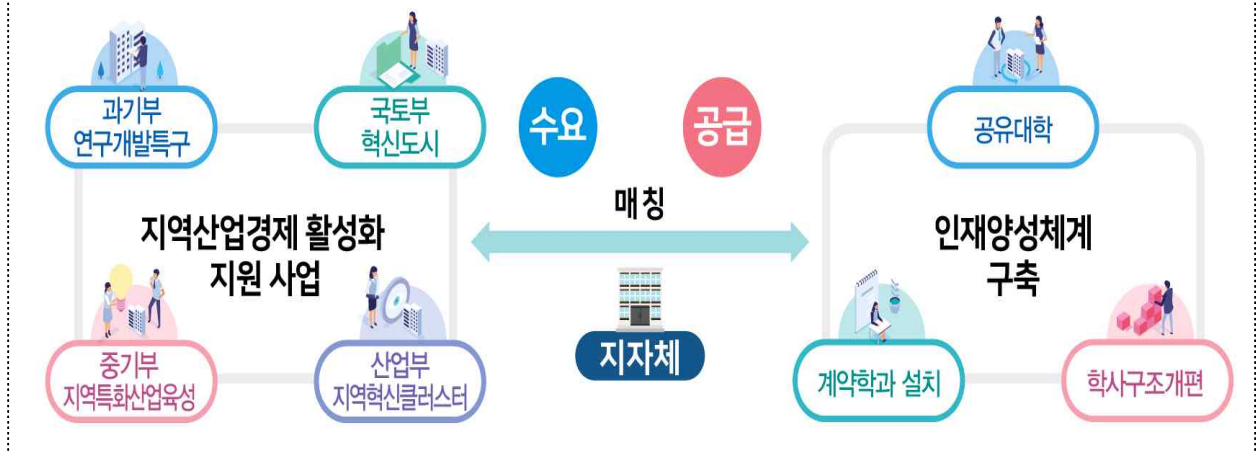 과기부
연구개발특구
국토부
혁신도시
수요
공급
공유대학
지역산업경제 활성화
지원 사업
매칭
인재양성체계
구축
중기부
지역특화산업육성
산업부
지역혁신클러스터
지자체
계약학과 설치
학사구조개편